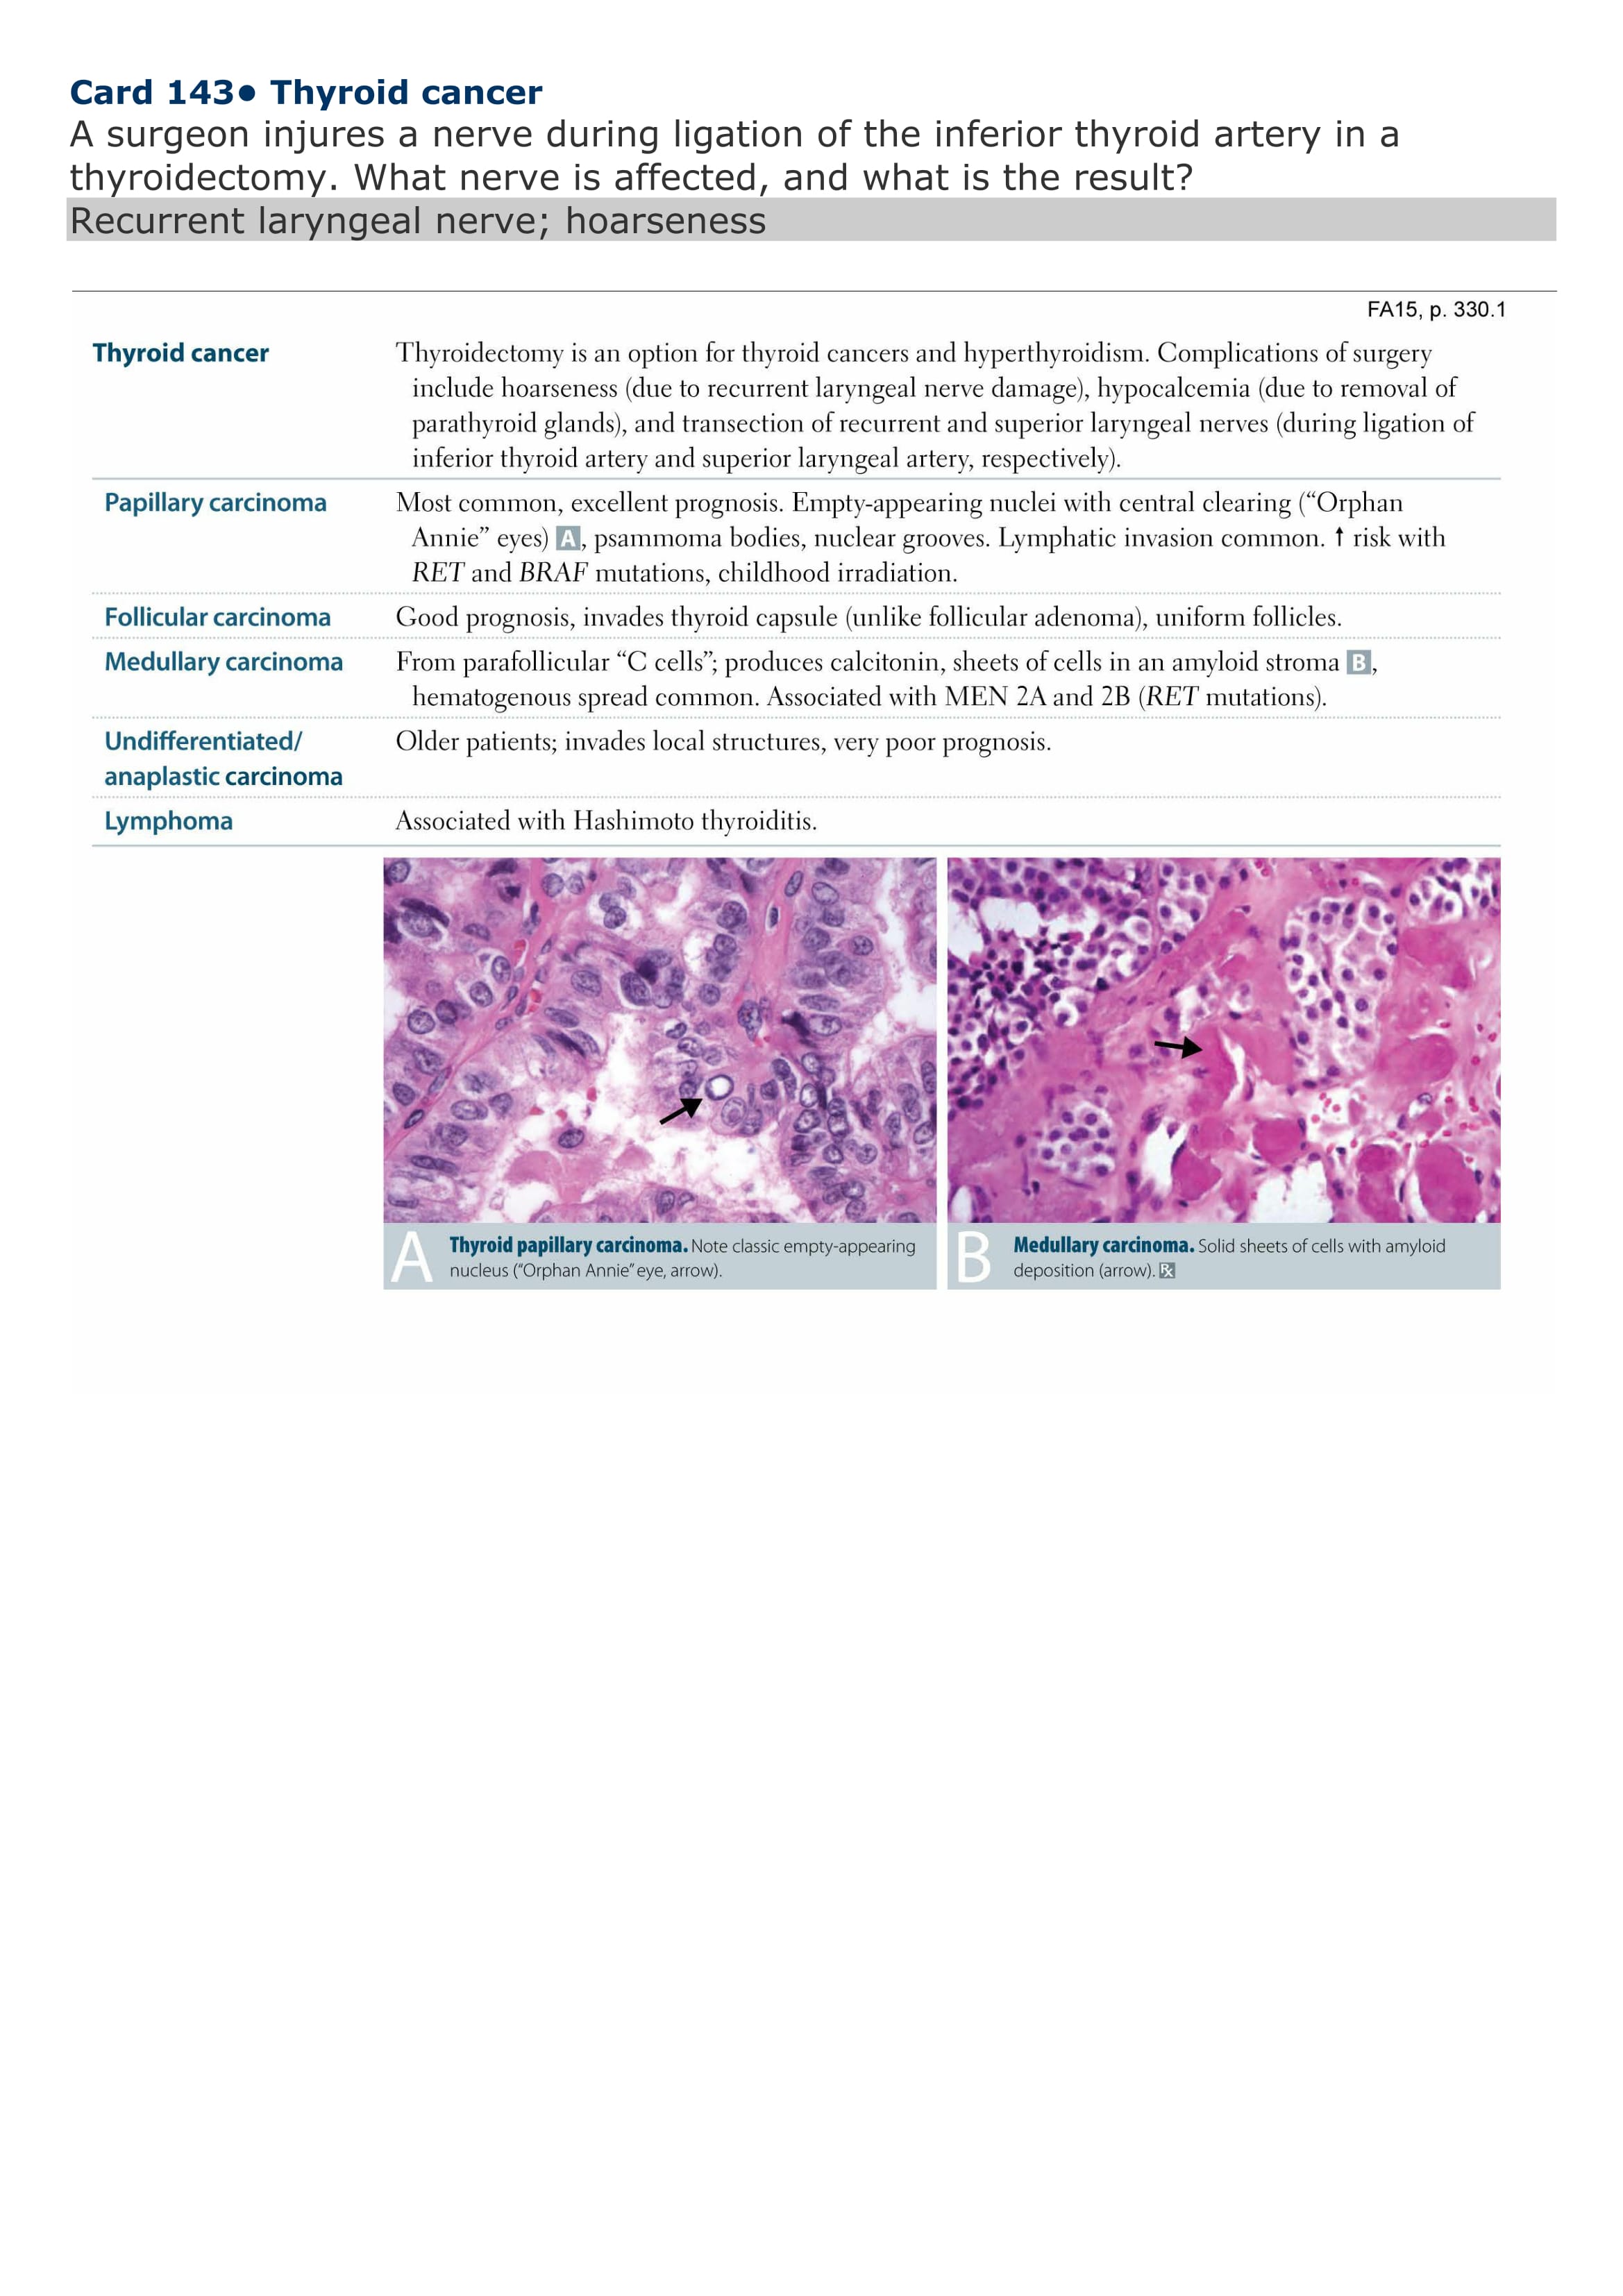 Card 143● Thyroid cancer
A surgeon injures a nerve during ligation of the inferior thyroid artery in a
thyroidectomy. What nerve is affected, and what is the result?
Recurrent laryngeal nerve; hoarseness
FA15, p. 330.1
Thyroid cancer
Thyroidectomy is an option for thyroid cancers and hyperthyroidism. Complications of surgery
include hoarseness (due to recurrent laryngeal nerve damage), hypocalcemia (due to removal of
parathyroid glands), and transection of recurrent and superior laryngeal nerves (during ligation of
inferior thyroid artery and superior laryngeal artery, respectively).
Papillary carcinoma
Most common, excellent prognosis. Empty-appearing nuclei with central clearing (“Orphan
Annie” eyes) A, psammoma bodies, nuclear grooves. Lymphatic invasion common. ↑ risk with
RET and BRAF mutations, childhood irradiation.
Follicular carcinoma
Good prognosis, invades thyroid capsule (unlike follicular adenoma), uniform follicles.
Medullary carcinoma
From parafollicular “C cells”; produces calcitonin, sheets of cells in an amyloid stroma B,
hematogenous spread common. Associated with MEN 2A and 2B (RET mutations).
Undifferentiated/
anaplastic carcinoma
Older patients; invades local structures, very poor prognosis.
Lymphoma
Associated with Hashimoto thyroiditis.
A
Thyroid papillary carcinoma. Note classic empty-appearing
nucleus (“Orphan Annie” eye, arrow).
B
Medullary carcinoma. Solid sheets of cells with amyloid
deposition (arrow). ℞